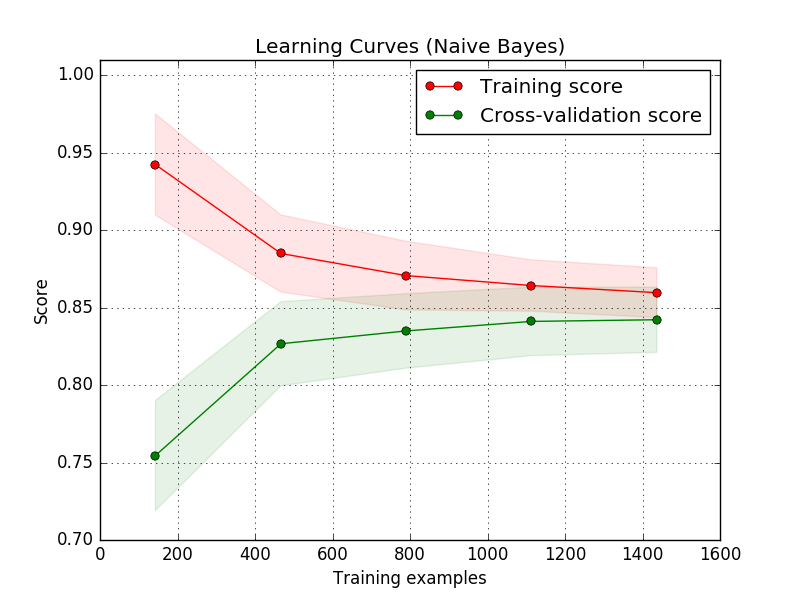 Learning Curves (Naive Bayes)
Training score
Cross-validation score
1.00
0.95
0.90
0.85
0.80
0.75
0.70
Score
0 200 400 600 800 1000 1200 1400 1600
Training examples